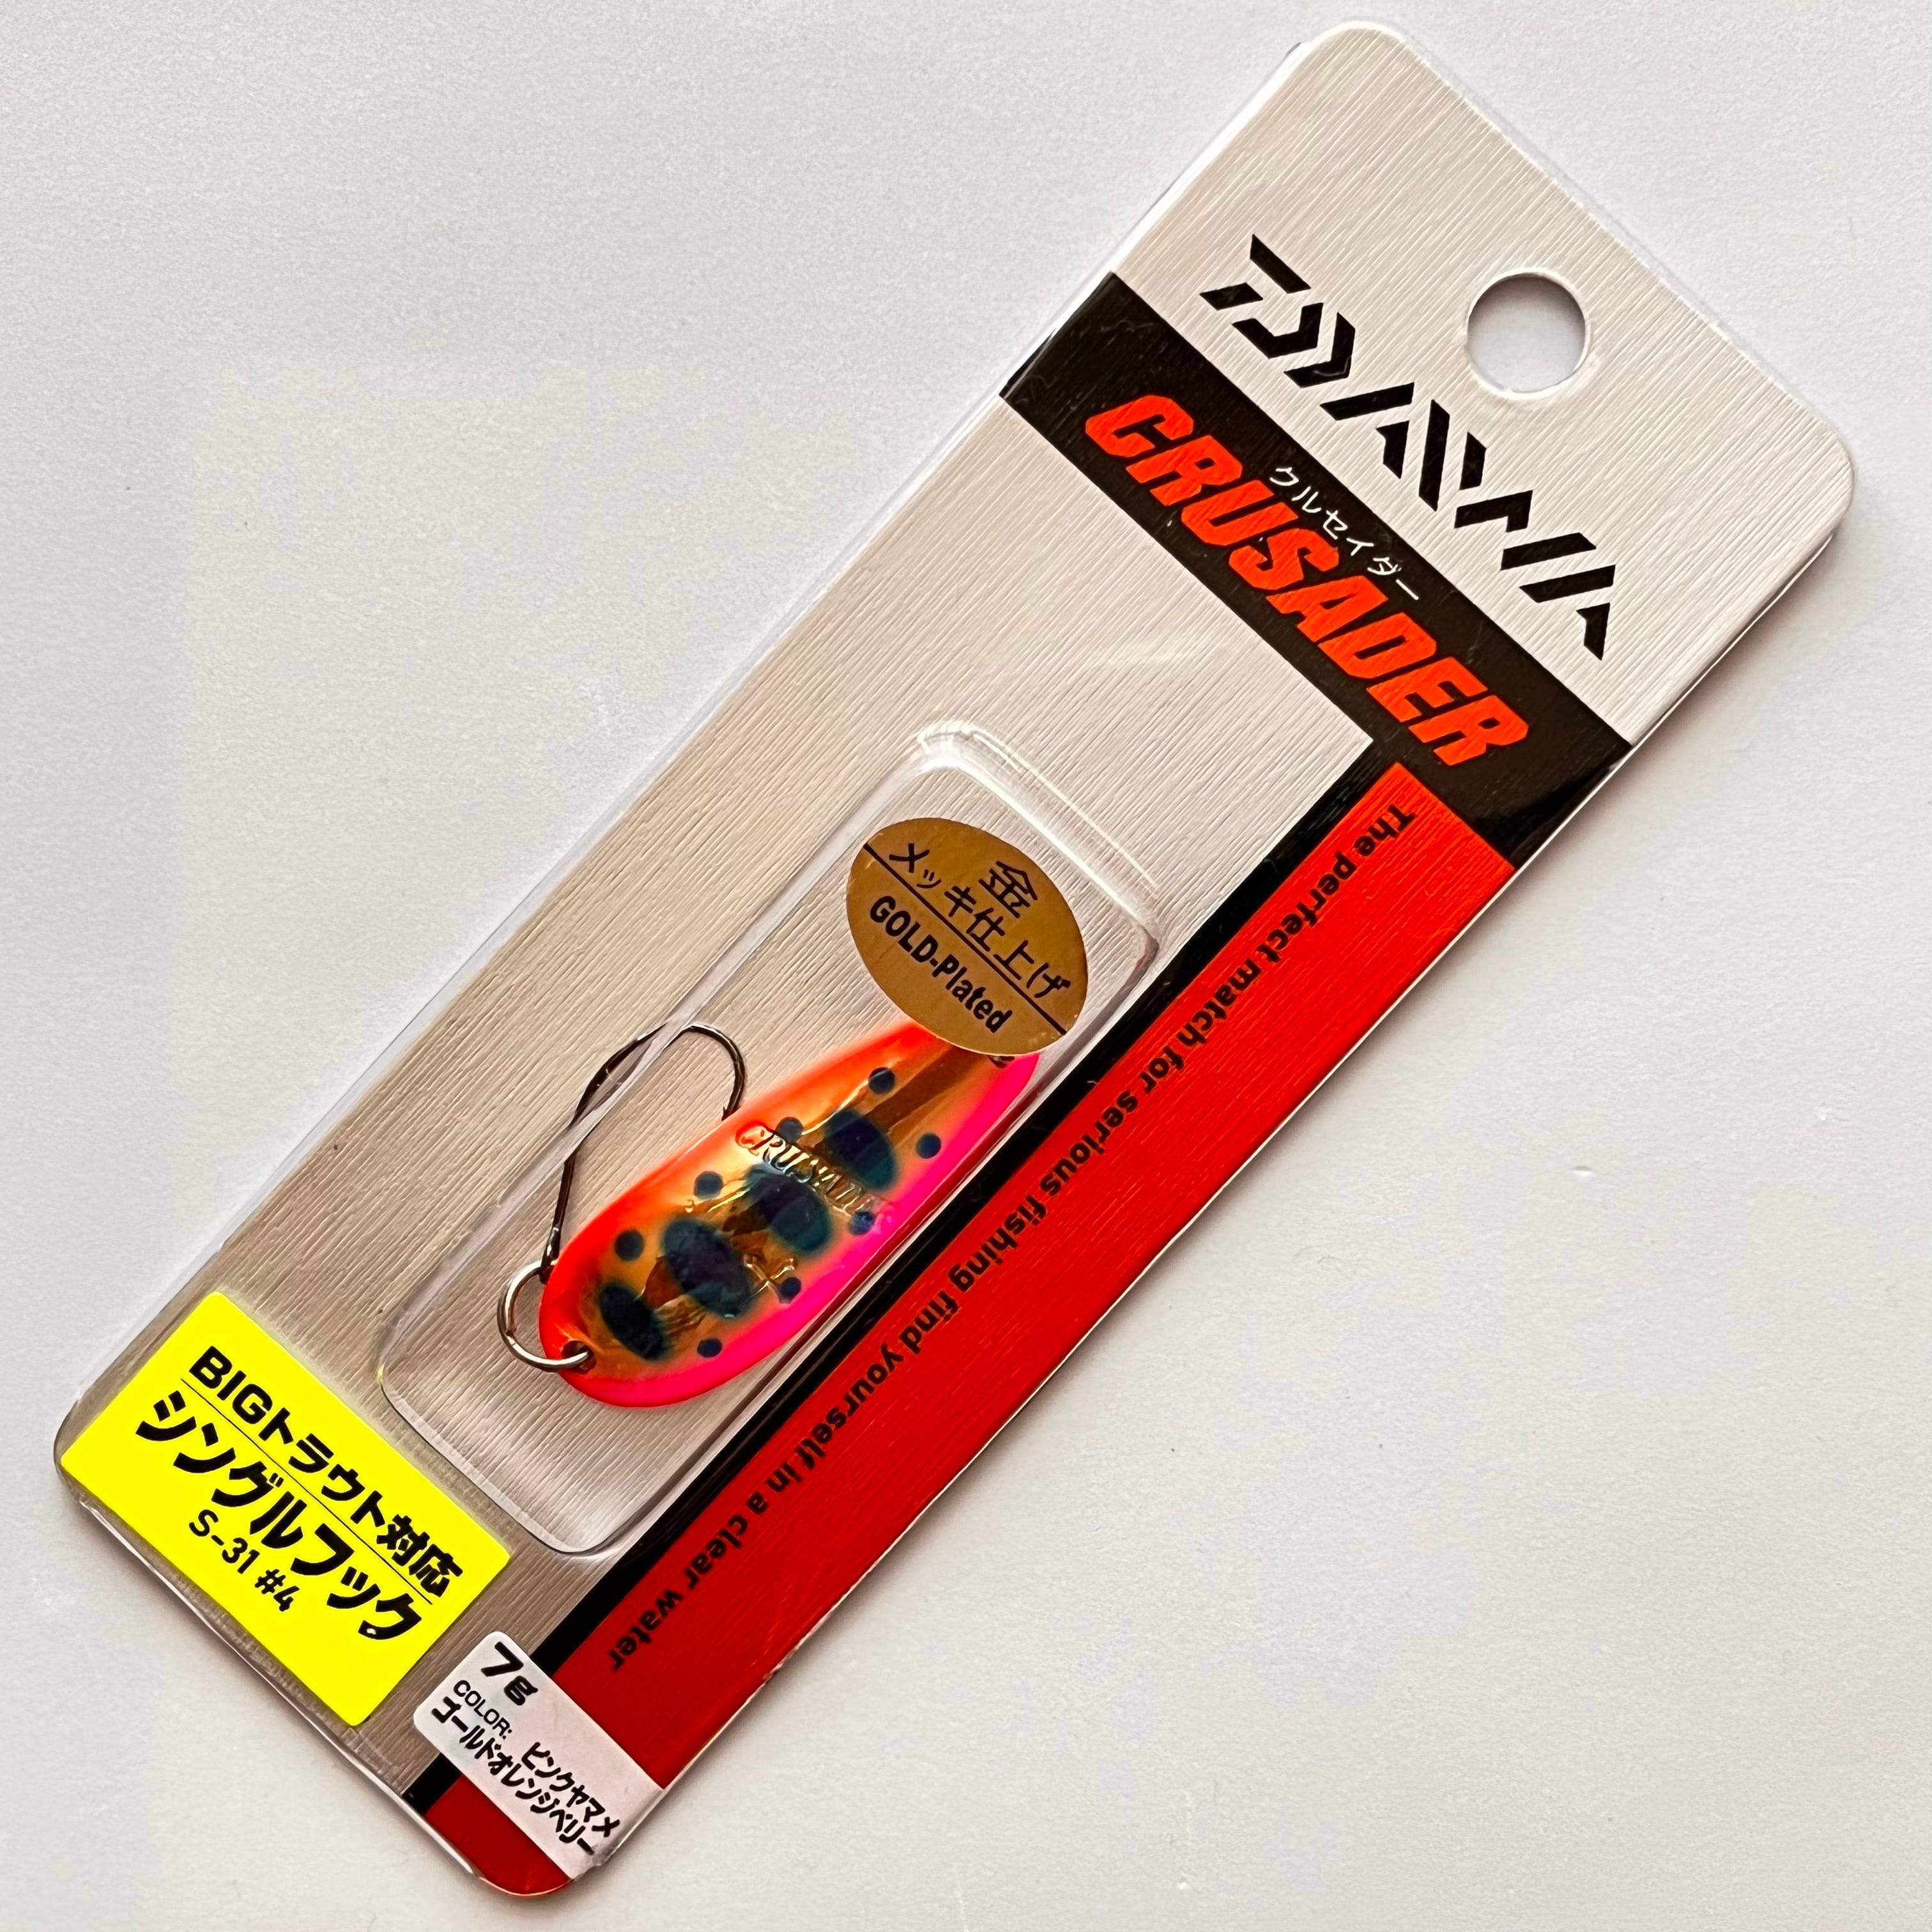 DAIWA
クルセイダー
CRUSADER
The perfect match for serious fishing find yourself in a clear water
金
メッキ仕上げ
GOLD-Plated
CRUSADER
BIGトラウト対応
シングルフック
S-31 #4
7g
COLOR: ピンクヤマメ
ゴールドオレンジベリー